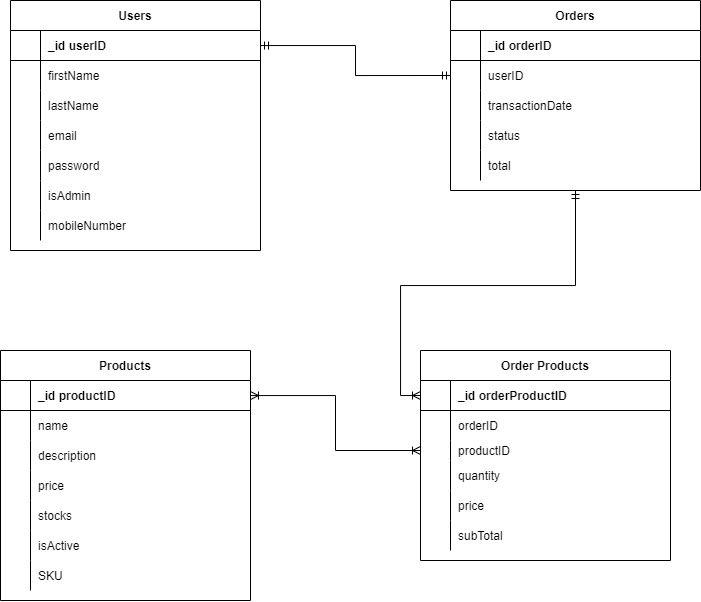 Users
_id userID
firstName
lastName
email
password
isAdmin
mobileNumber
Orders
_id orderID
userID
transactionDate
status
total
Products
_id productID
name
description
price
stocks
isActive
SKU
Order Products
_id orderProductID
orderID
productID
quantity
price
subTotal